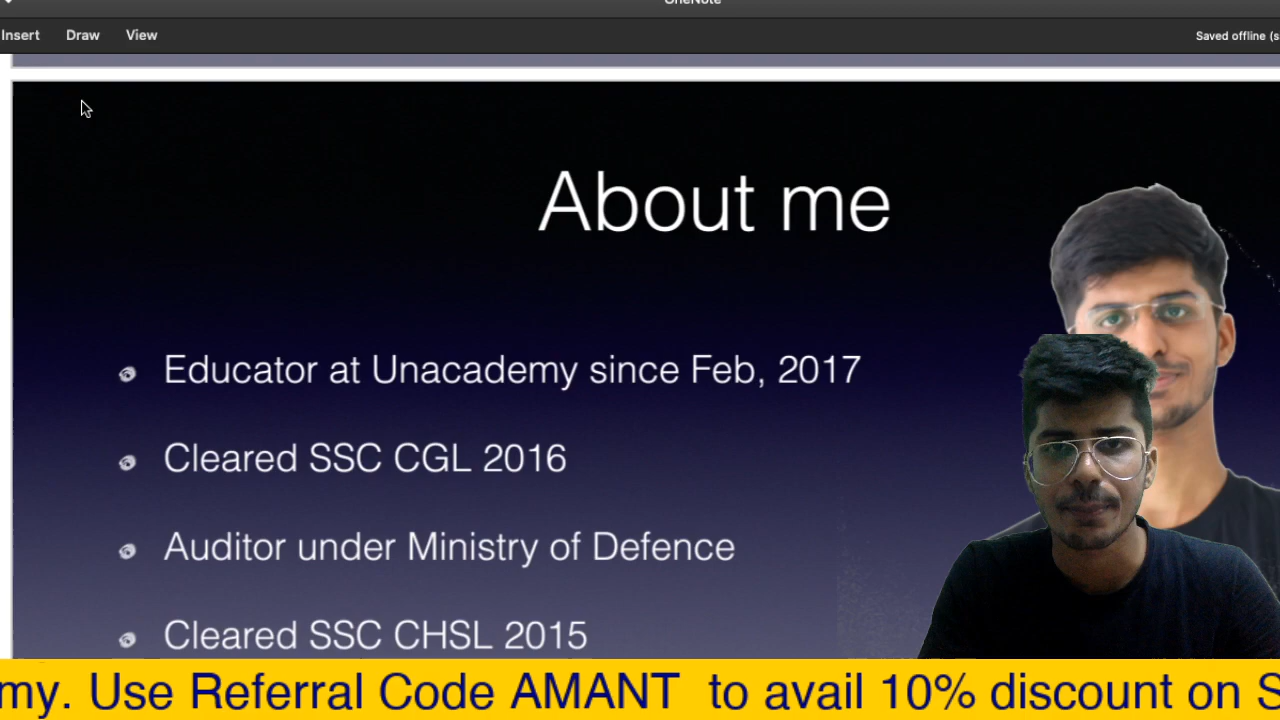 OneNote
Insert Draw View Saved offline (s
About me
Educator at Unacademy since Feb, 2017
Cleared SSC CGL 2016
Auditor under Ministry of Defence
Cleared SSC CHSL 2015
my. Use Referral Code AMANT to avail 10% discount on S